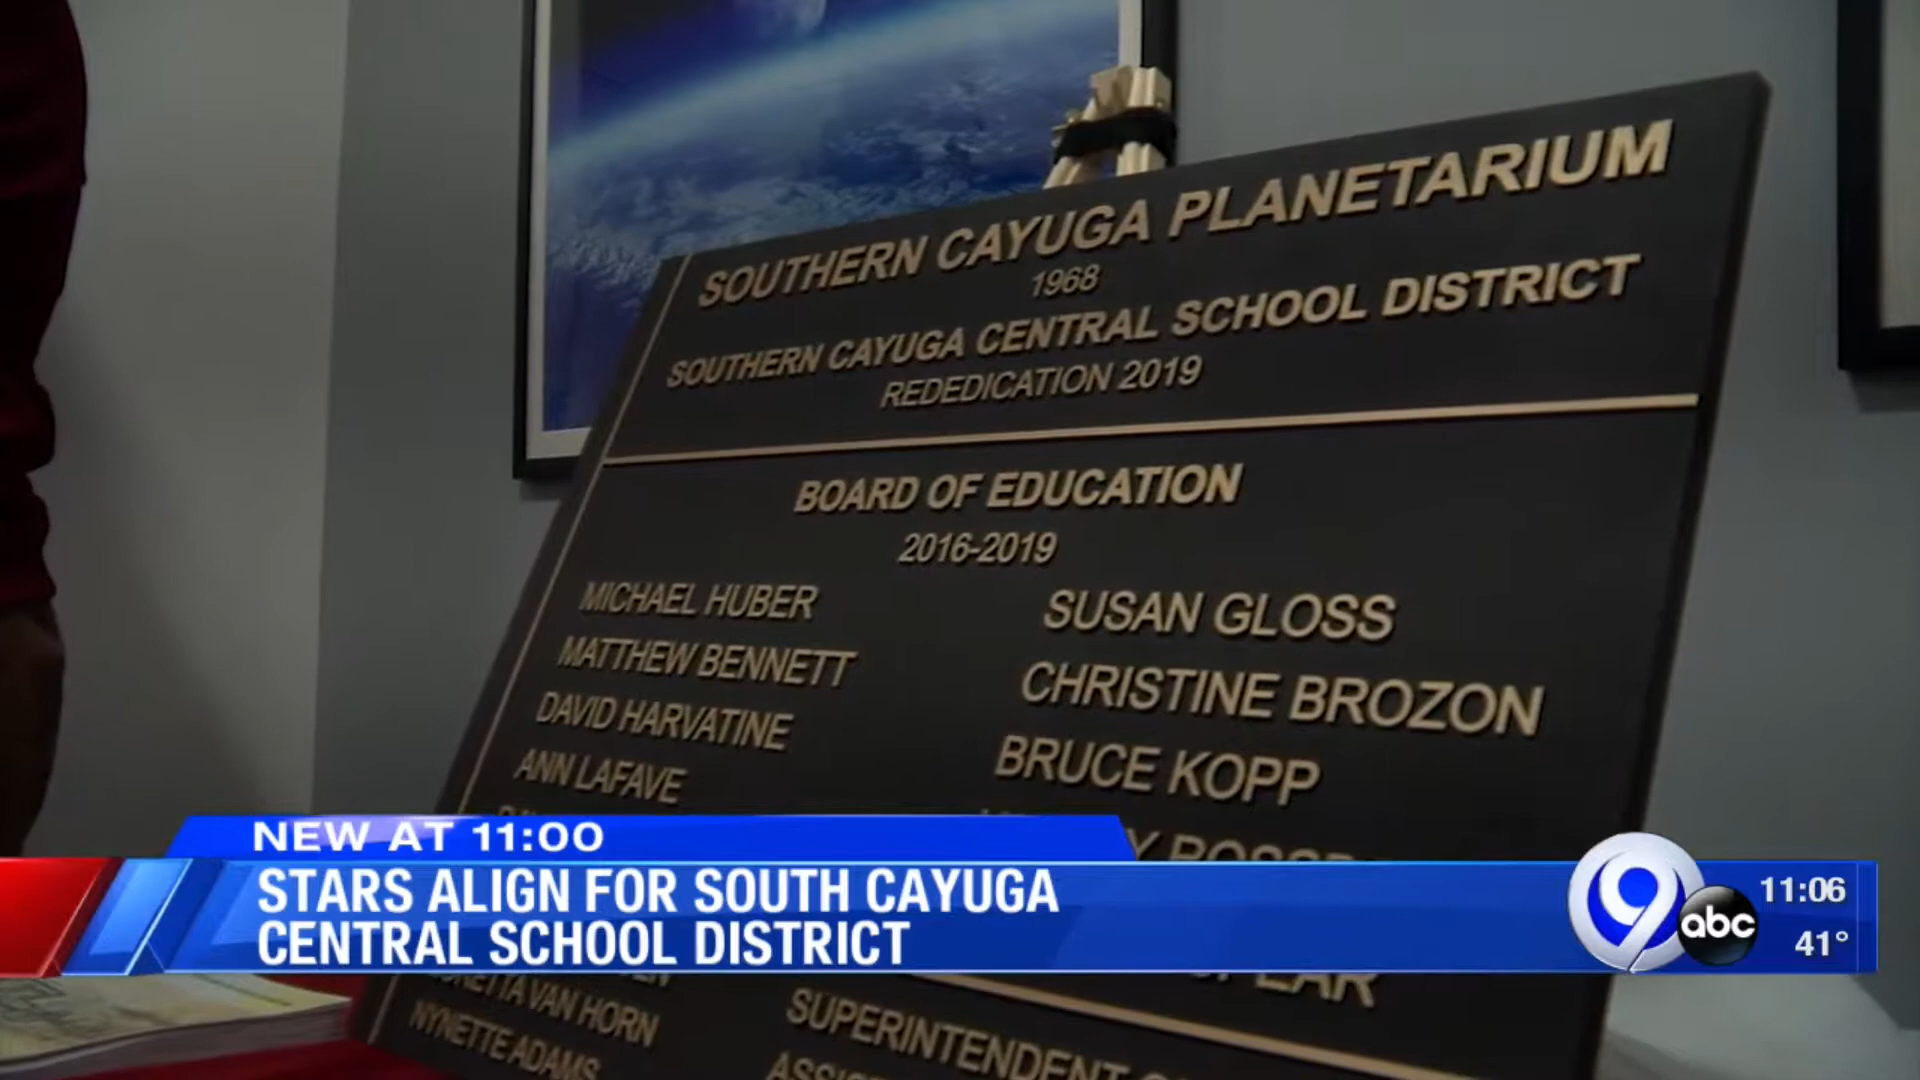 SOUTHERN CAYUGA PLANETARIUM
1968
SOUTHERN CAYUGA CENTRAL SCHOOL DISTRICT
REDEDICATION 2019
BOARD OF EDUCATION
2016-2019
MICHAEL HUBER
SUSAN GLOSS
MATTHEW BENNETT
CHRISTINE BROZON
DAVID HARVATINE
BRUCE KOPP
ANN LAFAVE
VAN HORN
NYNETTE ADAMS
SUPERINTENDENT
NEW AT 11:00
STARS ALIGN FOR SOUTH CAYUGA
CENTRAL SCHOOL DISTRICT
9
abc
11:06
41°